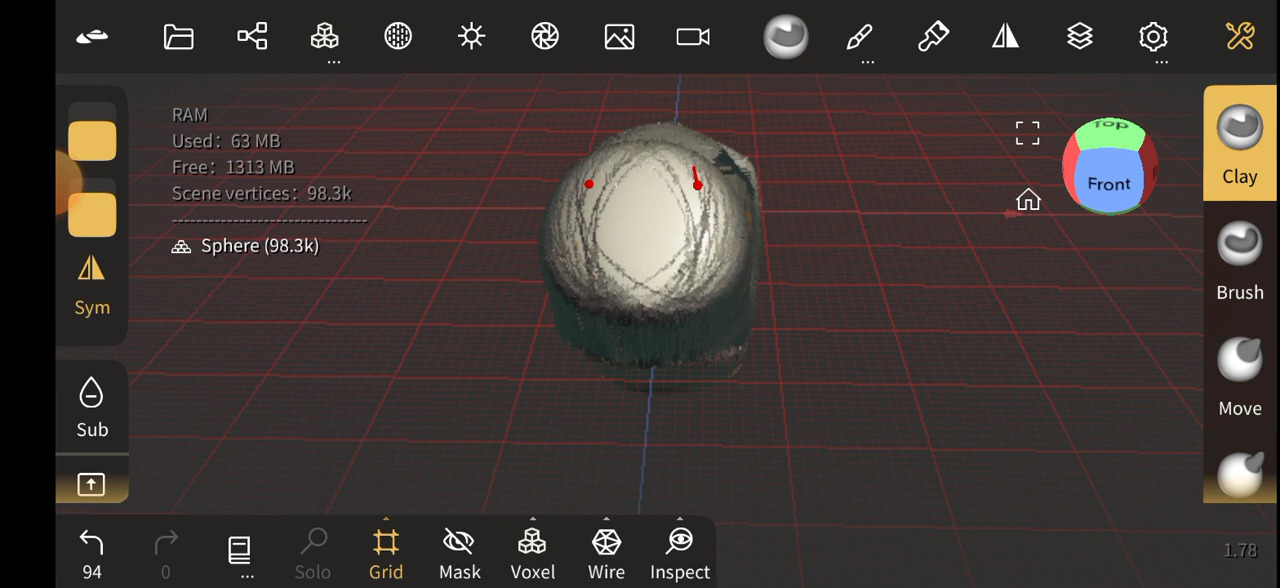 RAM
Used: 63 MB
Free: 1313 MB
Scene vertices: 98.3k
--------------------------------
Sphere (98.3k)
Top
Front
Clay
Brush
Move
Sym
Sub
1.78
94
0
...
Solo
Grid
Mask
Voxel
Wire
Inspect